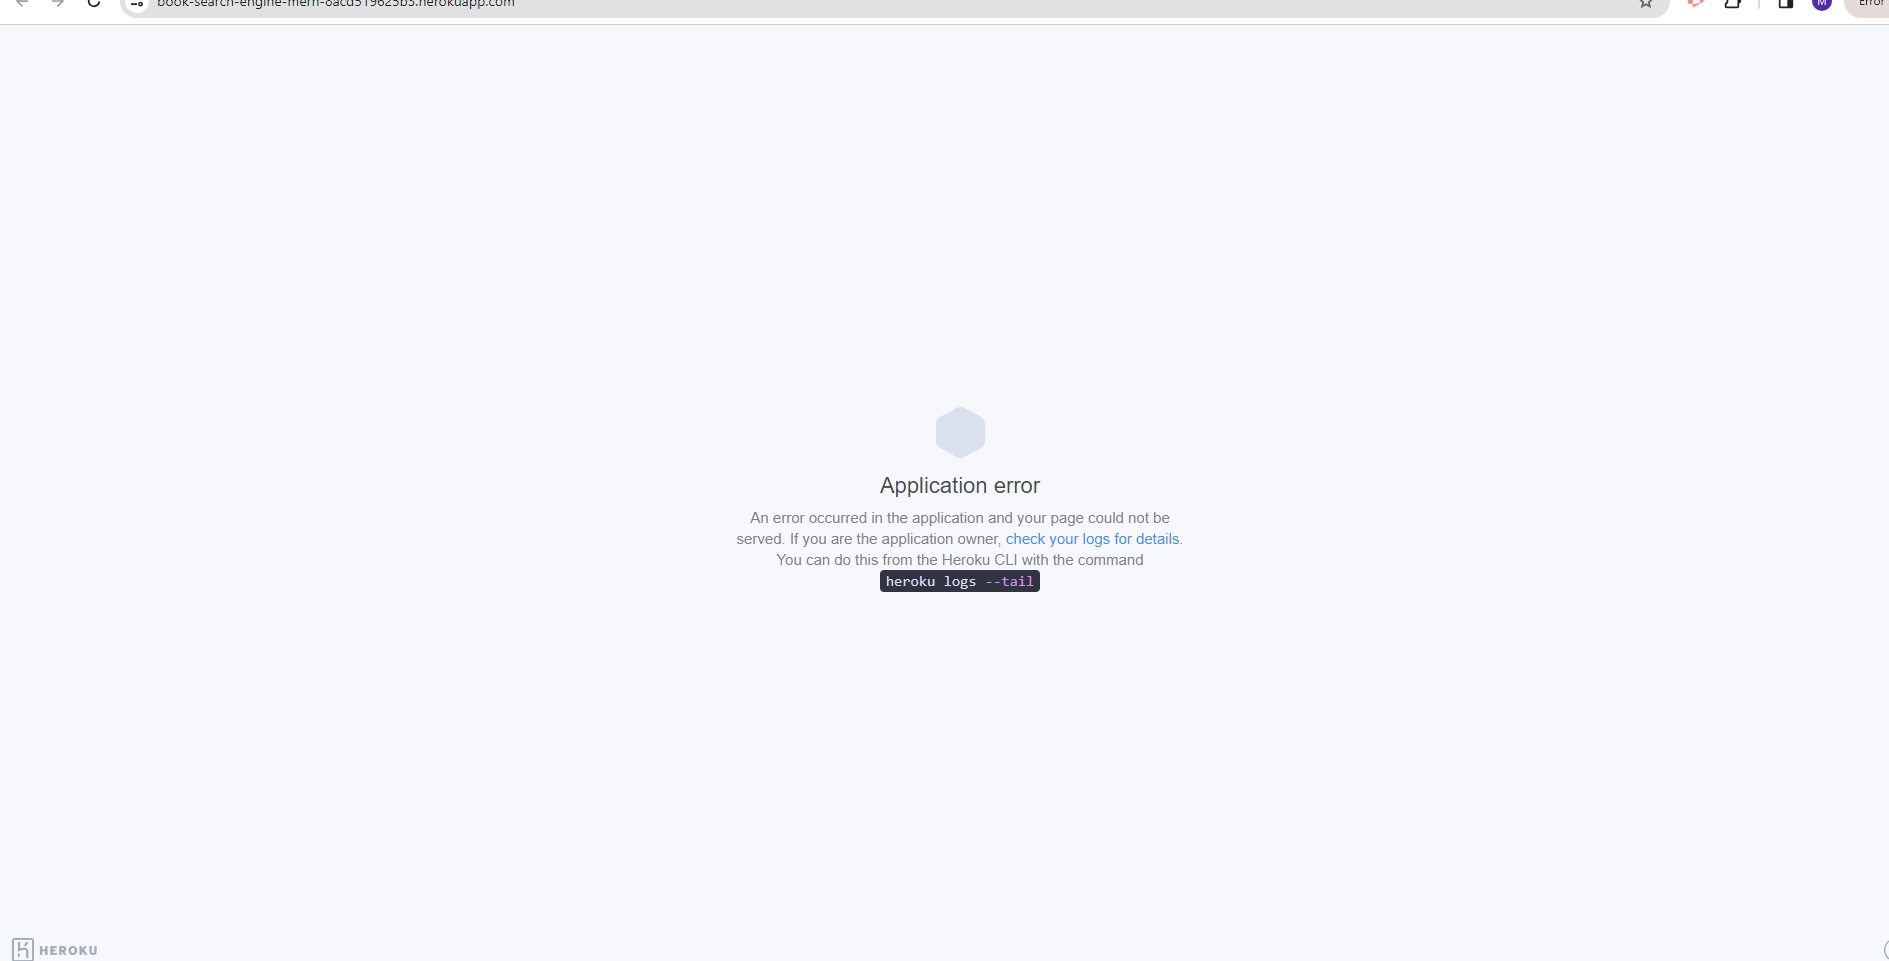 book-search-engine-mern-8acd519625b3.herokuapp.com
M
Error
Application error
An error occurred in the application and your page could not be
served. If you are the application owner, check your logs for details.
You can do this from the Heroku CLI with the command
heroku logs --tail
HEROKU